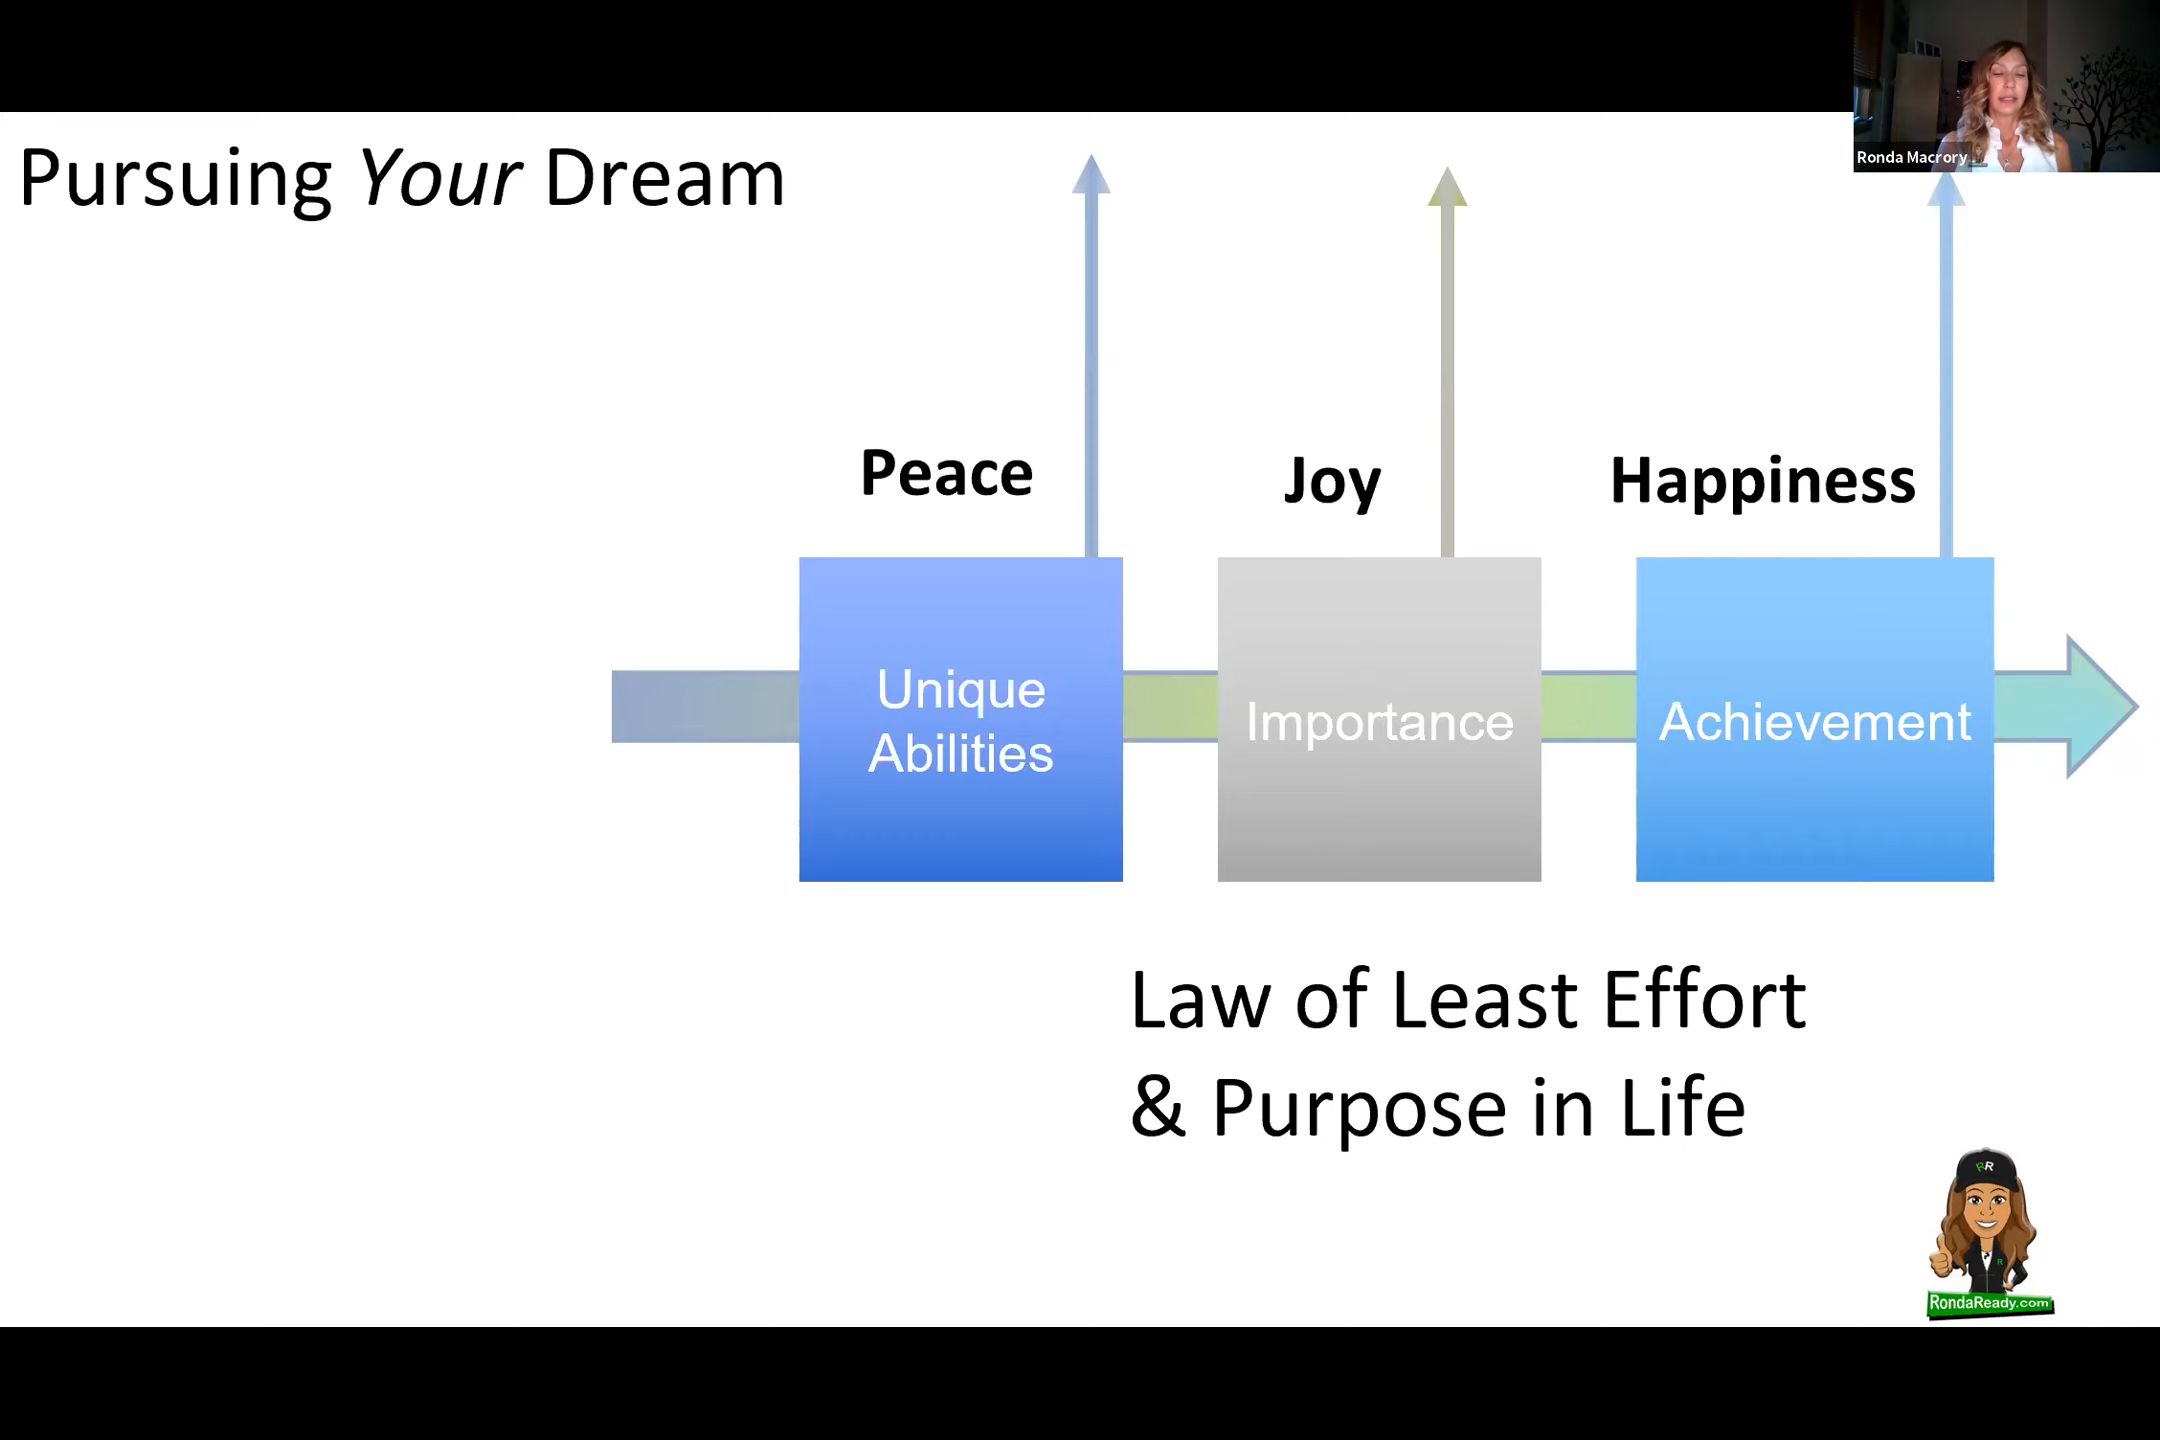 Ronda Macrory
Pursuing Your Dream
Peace
Joy
Happiness
Unique
Abilities
Importance
Achievement
Law of Least Effort
& Purpose in Life
RR
R
RondaReady.com